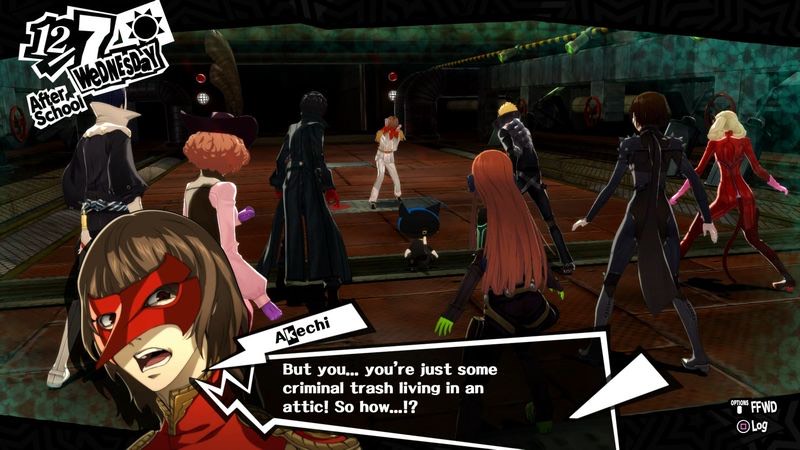 12/7
WEDNESDAY
After
School
Akechi
But you... you're just some
criminal trash living in an
attic! So how...!?
OPTIONS FFWD
Log